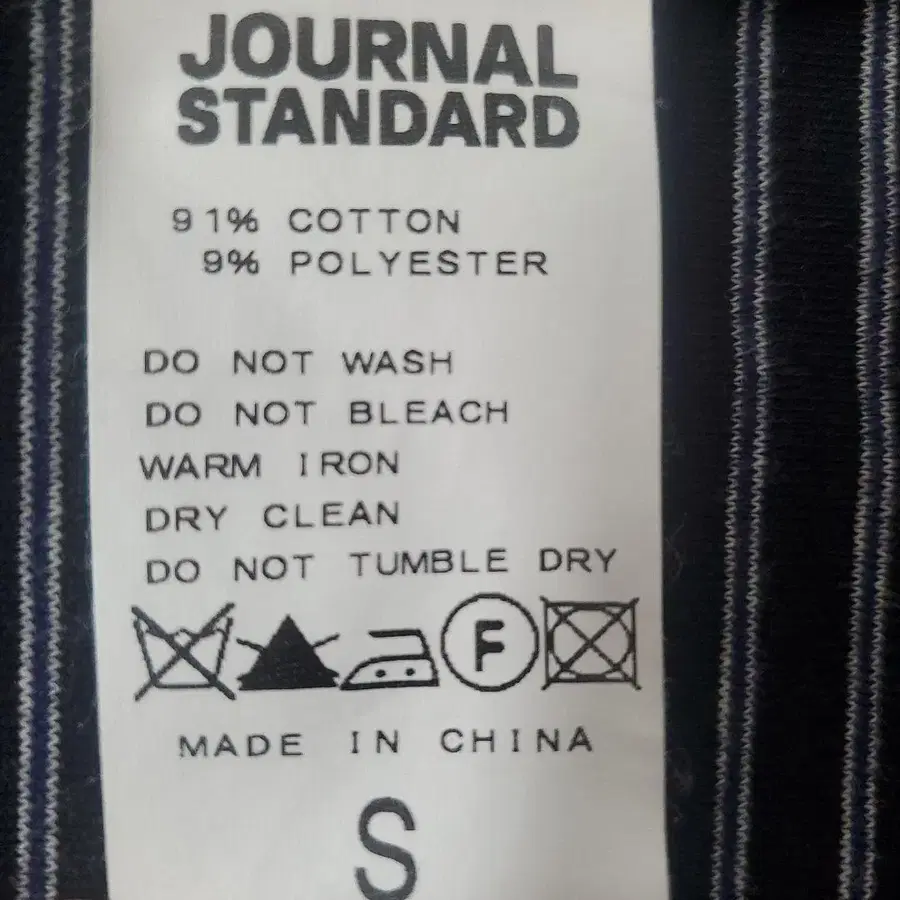 JOURNAL
STANDARD
91% COTTON
9% POLYESTER
DO NOT WASH
DO NOT BLEACH
WARM IRON
DRY CLEAN
DO NOT TUMBLE DRY
F
MADE IN CHINA
S